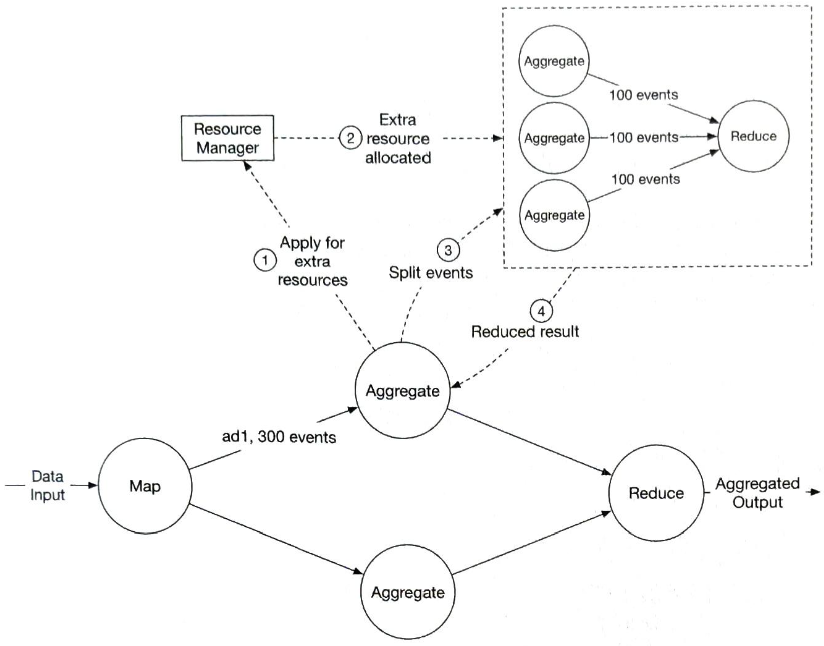 Aggregate
100 events
Resource
Manager
2
Extra
resource
allocated
Aggregate
100 events
Reduce
100 events
Aggregate
1
Apply for
extra
resources
3
Split events
4
Reduced result
Aggregate
ad1, 300 events
Data
Input
Map
Reduce
Aggregated
Output
Aggregate